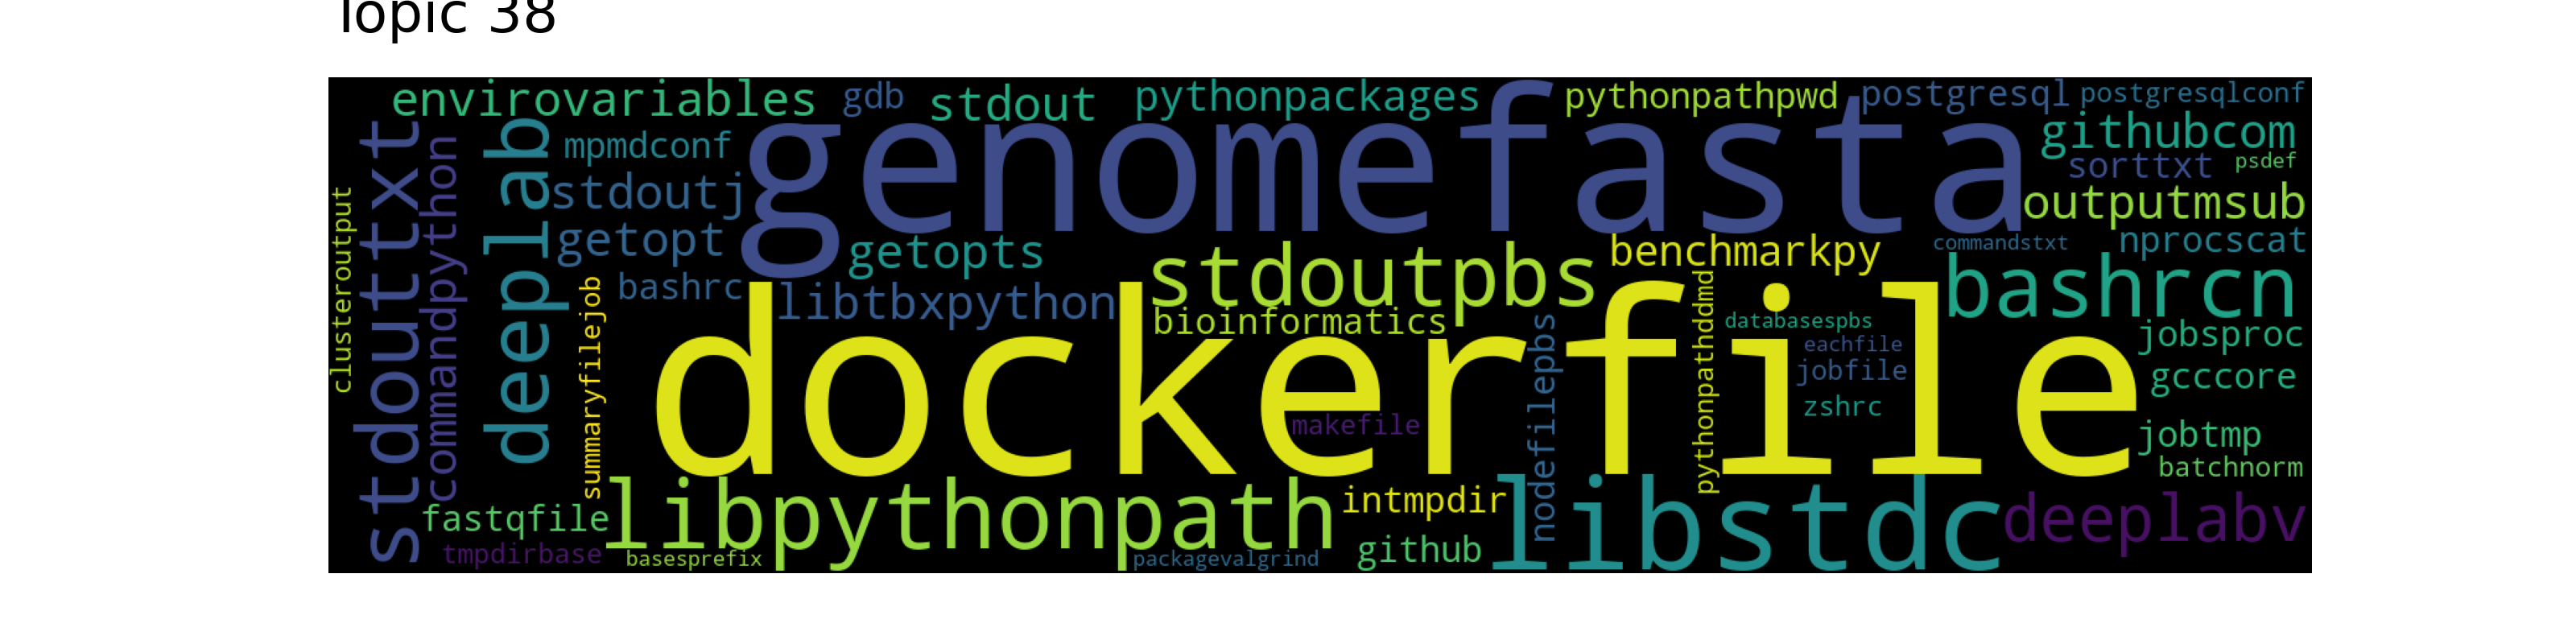 Topic 38
envirovariables gdb stdout pythonpackages pythonpathpwd postgresql postgresqlconf
genomefasta
githubcom
mpmdconf
sorttxt psdef
stdoutj
outputmsub
getopt getopts
benchmarkpy commandstxt nprocscat
stdoutpbs
bashrc libtbxpython
bashrcn
bioinformatics
databasespbs
jobsproc
eachfile
jobfile
gcccore
zshrc
dockerfile
makefile
jobtmp
batchnorm
clusteroutput
stdouttxt
commandpython
deeplab
summaryfilejob
nodefilepbs
pythonpathddmd
libpythonpath
intmpdir
libstdc
deeplabv
fastqfile
tmpdirbase basesprefix packagevalgrind github